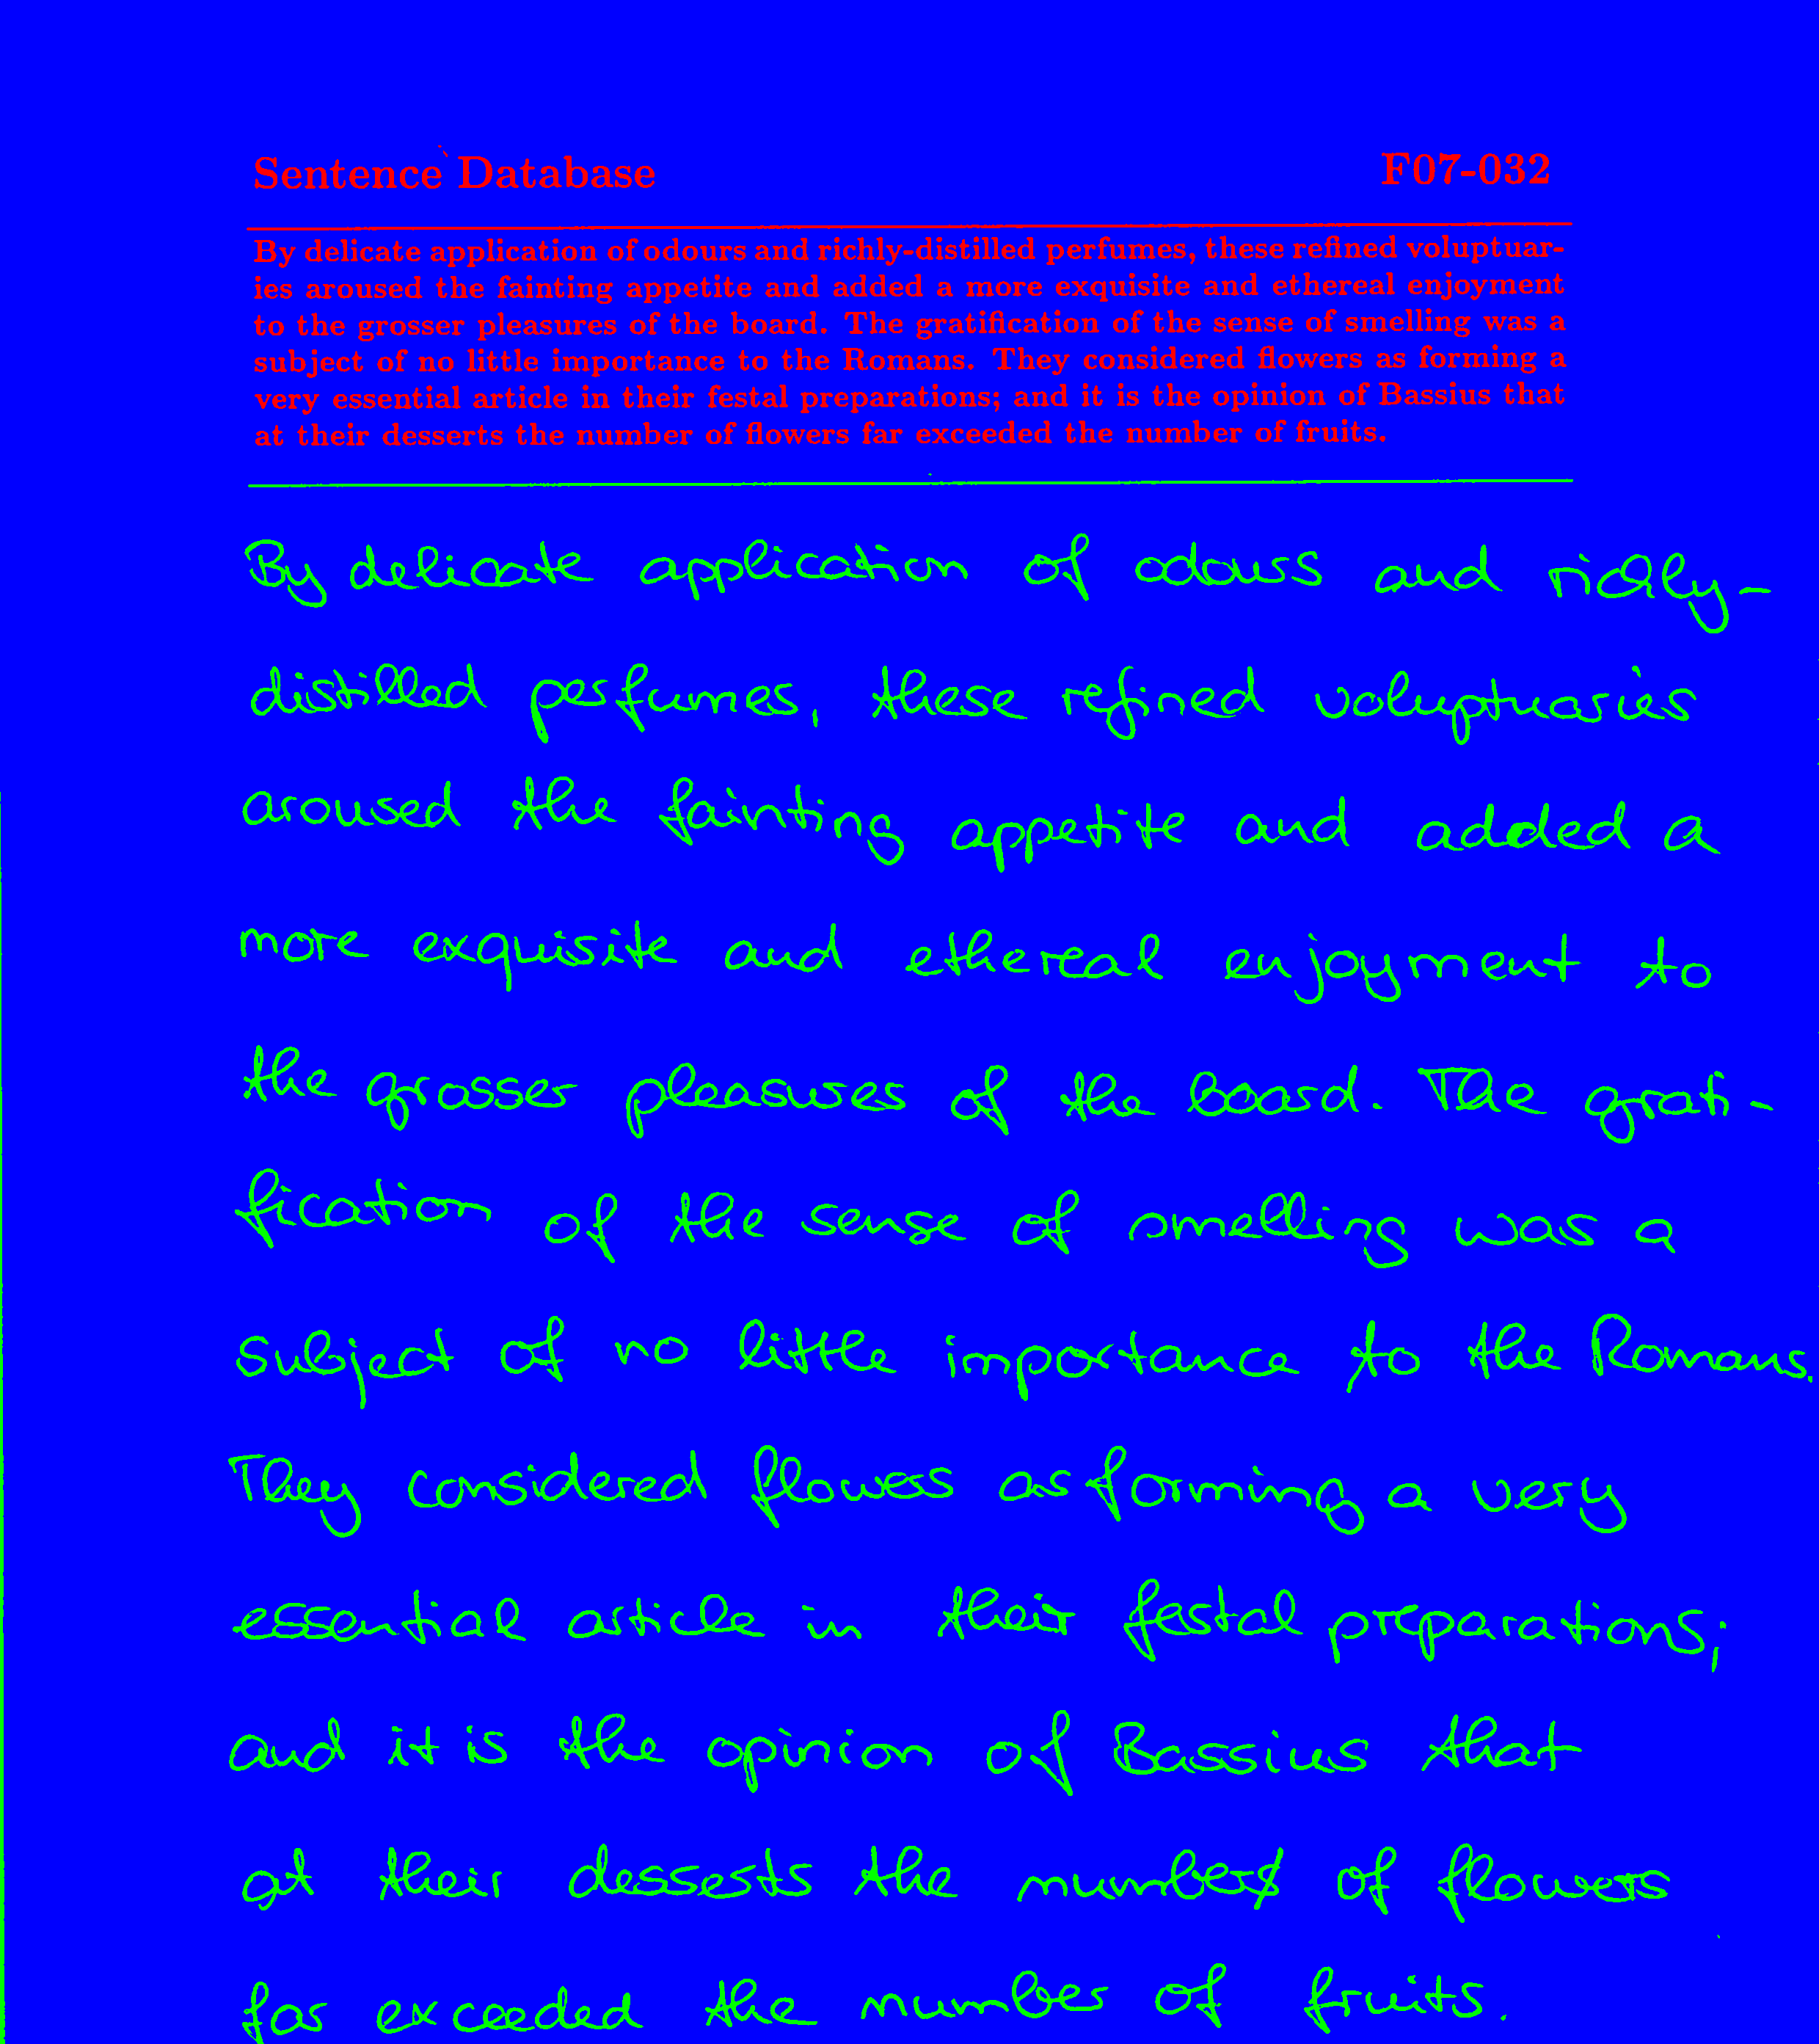 Sentence Database F07-032
By delicate application of odours and richly-distilled perfumes, these refined voluptuar-
ies aroused the fainting appetite and added a more exquisite and ethereal enjoyment
to the grosser pleasures of the board. The gratification of the sense of smelling was a
subject of no little importance to the Romans. They considered flowers as forming a
very essential article in their festal preparations; and it is the opinion of Bassius that
at their desserts the number of flowers far exceeded the number of fruits.
By delicate application of odours and richly-
distilled perfumes, these refined voluptuaries
aroused the fainting appetite and added a
more exquisite and ethereal enjoyment to
the grosser pleasures of the board. The grati-
fication of the sense of smelling was a
subject of no little importance to the Romans.
They considered flowers as forming a very
essential article in their festal preparations;
and it is the opinion of Bassius that
at their desserts the number of flowers
far exceeded the number of fruits.